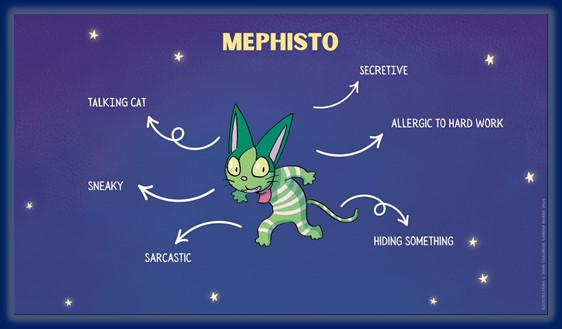 MEPHISTO
SECRETIVE
TALKING CAT
ALLERGIC TO HARD WORK
SNEAKY
HIDING SOMETHING
SARCASTIC